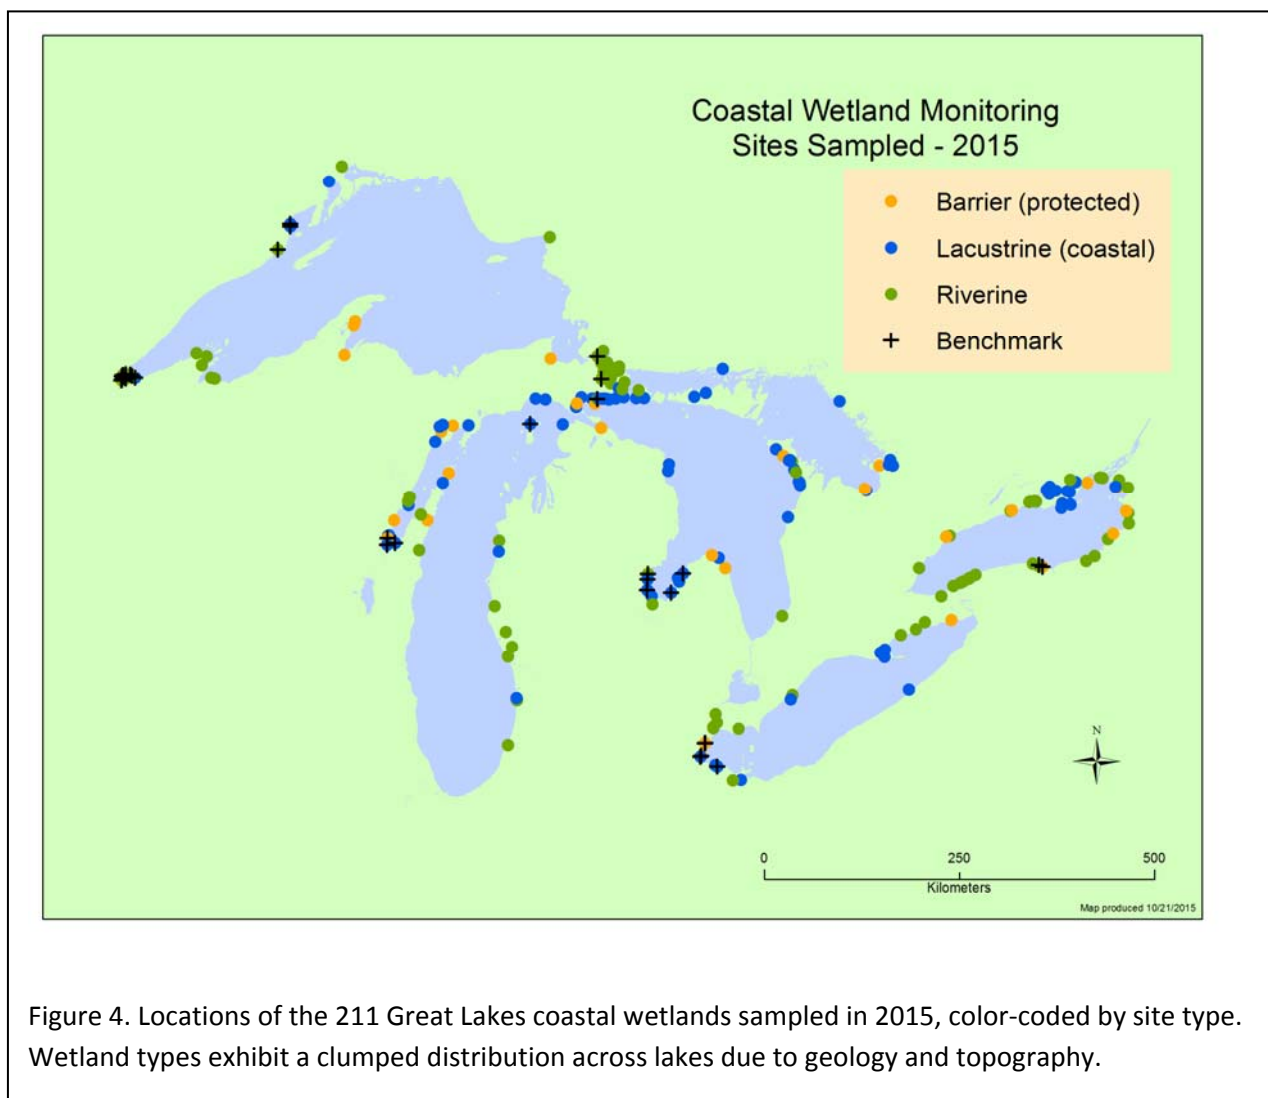 Coastal Wetland Monitoring
Sites Sampled - 2015
Barrier (protected)
Lacustrine (coastal)
Riverine
Benchmark
N
0 250 500
Kilometers
Map produced 10/21/2015
Figure 4. Locations of the 211 Great Lakes coastal wetlands sampled in 2015, color-coded by site type.
Wetland types exhibit a clumped distribution across lakes due to geology and topography.